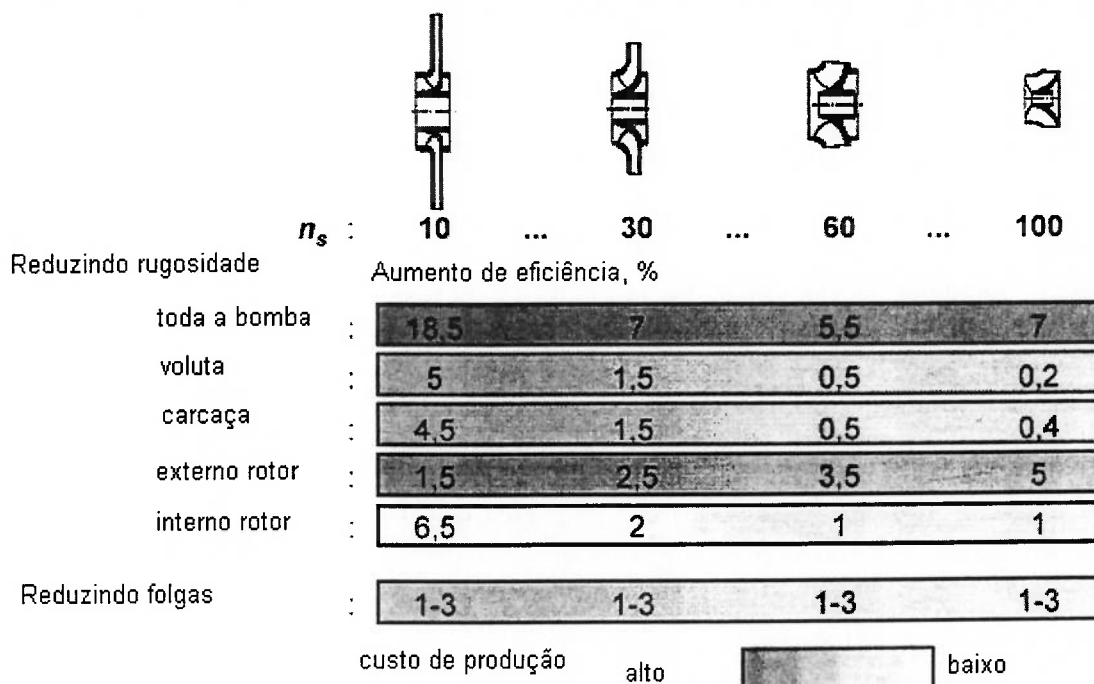 n_s : 10 ... 30 ... 60 ... 100
Reduzindo rugosidade Aumento de eficiência, %
toda a bomba : 18,5 7 5,5 7
voluta : 5 1,5 0,5 0,2
carcaça : 4,5 1,5 0,5 0,4
externo rotor : 1,5 2,5 3,5 5
interno rotor : 6,5 2 1 1
Reduzindo folgas : 1-3 1-3 1-3 1-3
custo de produção alto baixo